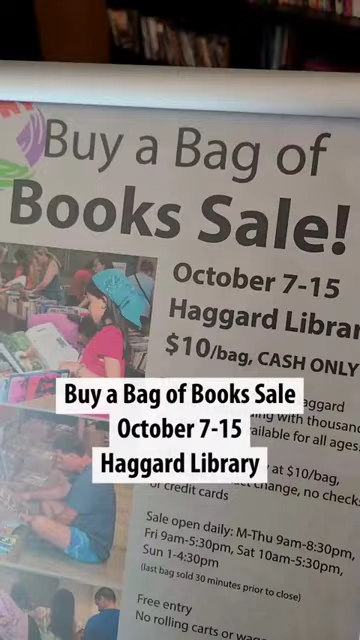 Buy a Bag of
Books Sale!
October 7-15
Haggard Librar
$10/bag, CASH ONLY
Buy a Bag of Books Sale
October 7-15
Haggard Library
aggard
ing with thousan
vailable for all ages.
at $10/bag,
change, no check
or credit cards
Sale open daily: M-Thu 9am-8:30pm,
Fri 9am-5:30pm, Sat 10am-5:30pm,
Sun 1-4:30pm
(last bag sold 30 minutes prior to close)
Free entry
No rolling carts or wago